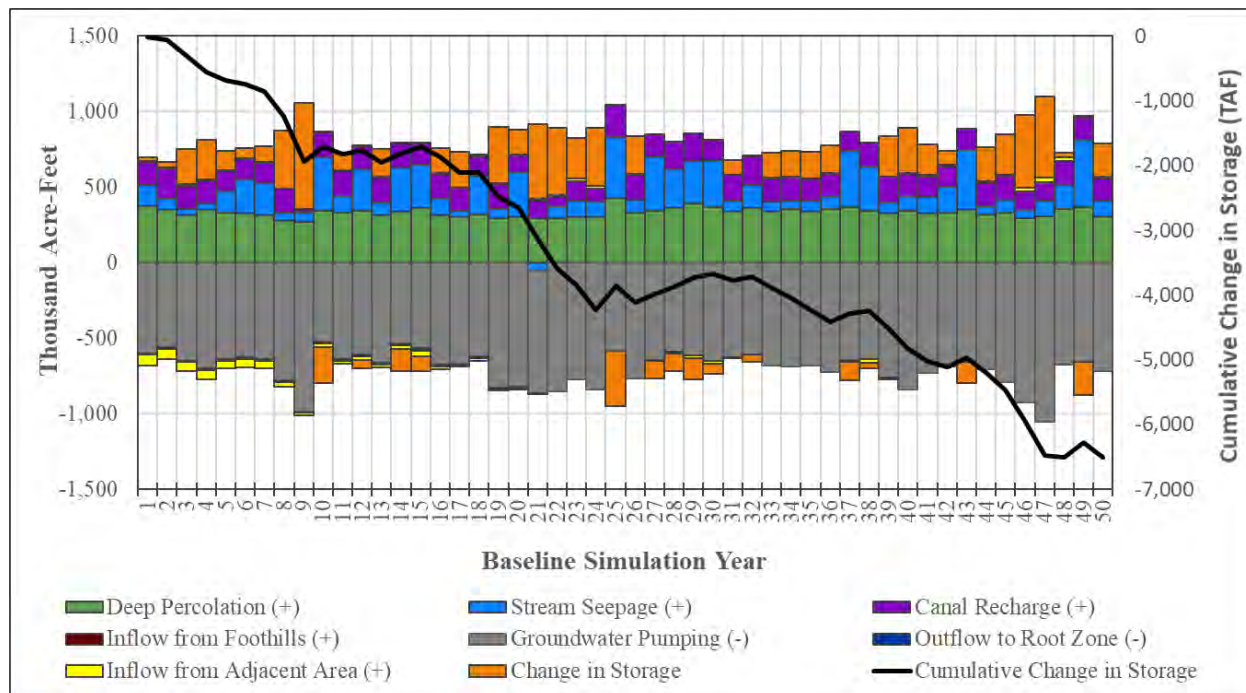 1,500
1,000
500
0
-500
-1,000
-1,500
Thousand Acre-Feet
0
-1,000
-2,000
-3,000
-4,000
-5,000
-6,000
-7,000
Cumulative Change in Storage (TAF)
1 2 3 4 5 6 7 8 9 10 11 12 13 14 15 16 17 18 19 20 21 22 23 24 25 26 27 28 29 30 31 32 33 34 35 36 37 38 39 40 41 42 43 44 45 46 47 48 49 50
Baseline Simulation Year
Deep Percolation (+) Stream Seepage (+) Canal Recharge (+)
Inflow from Foothills (+) Groundwater Pumping (-) Outflow to Root Zone (-)
Inflow from Adjacent Area (+) Change in Storage Cumulative Change in Storage